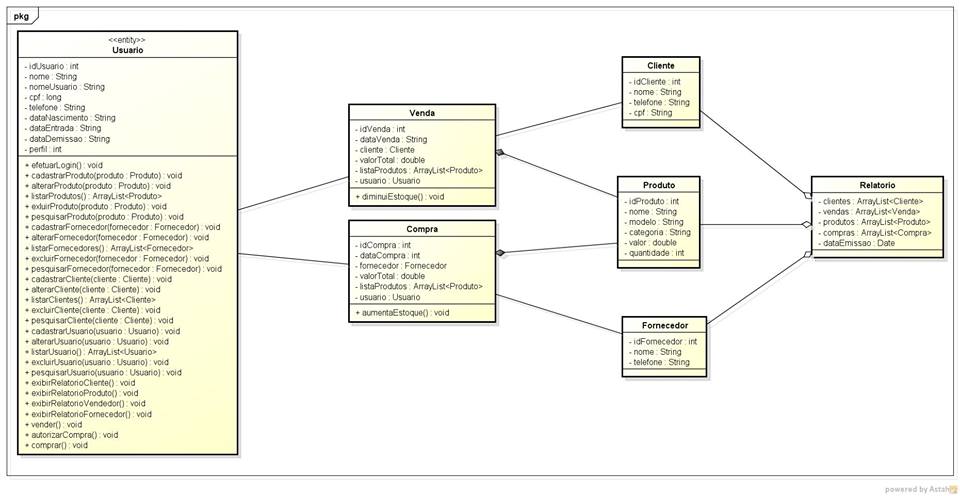 pkg
<<entity>>
Usuario
- idUsuario : int
- nome : String
- nomeUsuario : String
- cpf : long
- telefone : String
- dataNascimento : String
- dataEntrada : String
- dataDemissao : String
- perfil : int
+ efetuarLogin() : void
+ cadastrarProduto(produto : Produto) : void
+ alterarProduto(produto : Produto) : void
+ listarProdutos() : ArrayList<Produto>
+ exluirProduto(produto : Produto) : void
+ pesquisarProduto(produto : Produto) : void
+ cadastrarFornecedor(fornecedor : Fornecedor) : void
+ alterarFornecedor(fornecedor : Fornecedor) : void
+ listarFornecedores() : ArrayList<Fornecedor>
+ excluirFornecedor(fornecedor : Fornecedor) : void
+ pesquisarFornecedor(fornecedor : Fornecedor) : void
+ cadastrarCliente(cliente : Cliente) : void
+ alterarCliente(cliente : Cliente) : void
+ listarClientes() : ArrayList<Cliente>
+ excluirCliente(cliente : Cliente) : void
+ pesquisarCliente(cliente : Cliente) : void
+ cadastrarUsuario(usuario : Usuario) : void
+ alterarUsuario(usuario : Usuario) : void
+ listarUsuario() : ArrayList<Usuario>
+ excluirUsuario(usuario : Usuario) : void
+ pesquisarUsuario(usuario : Usuario) : void
+ exibirRelatorioCliente() : void
+ exibirRelatorioProduto() : void
+ exibirRelatorioVendedor() : void
+ exibirRelatorioFornecedor() : void
+ vender() : void
+ autorizarCompra() : void
+ comprar() : void
Venda
- idVenda : int
- dataVenda : String
- cliente : Cliente
- valorTotal : double
- listaProdutos : ArrayList<Produto>
- usuario : Usuario
+ diminuiEstoque() : void
Compra
- idCompra : int
- dataCompra : int
- fornecedor : Fornecedor
- valorTotal : double
- listaProdutos : ArrayList<Produto>
- usuario : Usuario
+ aumentaEstoque() : void
Cliente
- idCliente : int
- nome : String
- telefone : String
- cpf : String
Produto
- idProduto : int
- nome : String
- modelo : String
- categoria : String
- valor : double
- quantidade : int
Fornecedor
- idFornecedor : int
- nome : String
- telefone : String
Relatorio
- clientes : ArrayList<Cliente>
- vendas : ArrayList<Venda>
- produtos : ArrayList<Produto>
- compras : ArrayList<Compra>
- dataEmissao : Date
powered by Astah